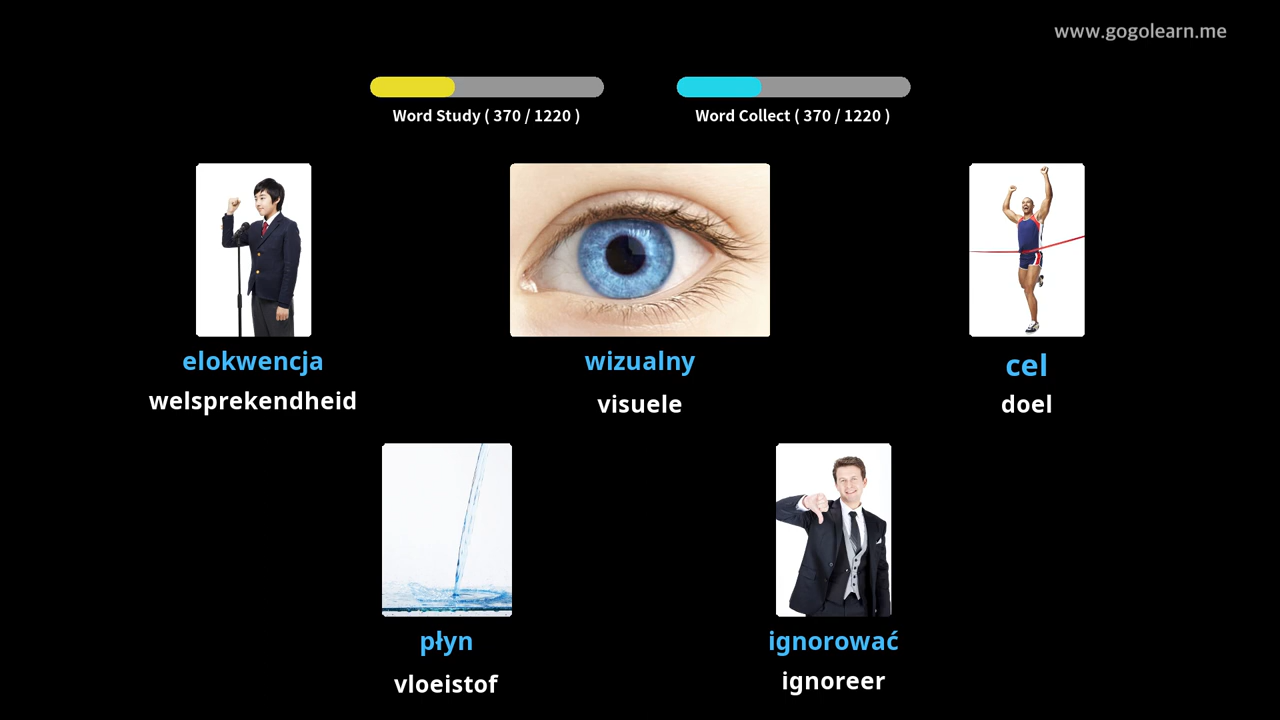 www.gogolearn.me
Word Study ( 370 / 1220 )
Word Collect ( 370 / 1220 )
elokwencja
welsprekendheid
wizualny
visuele
cel
doel
płyn
vloeistof
ignorować
ignoreer